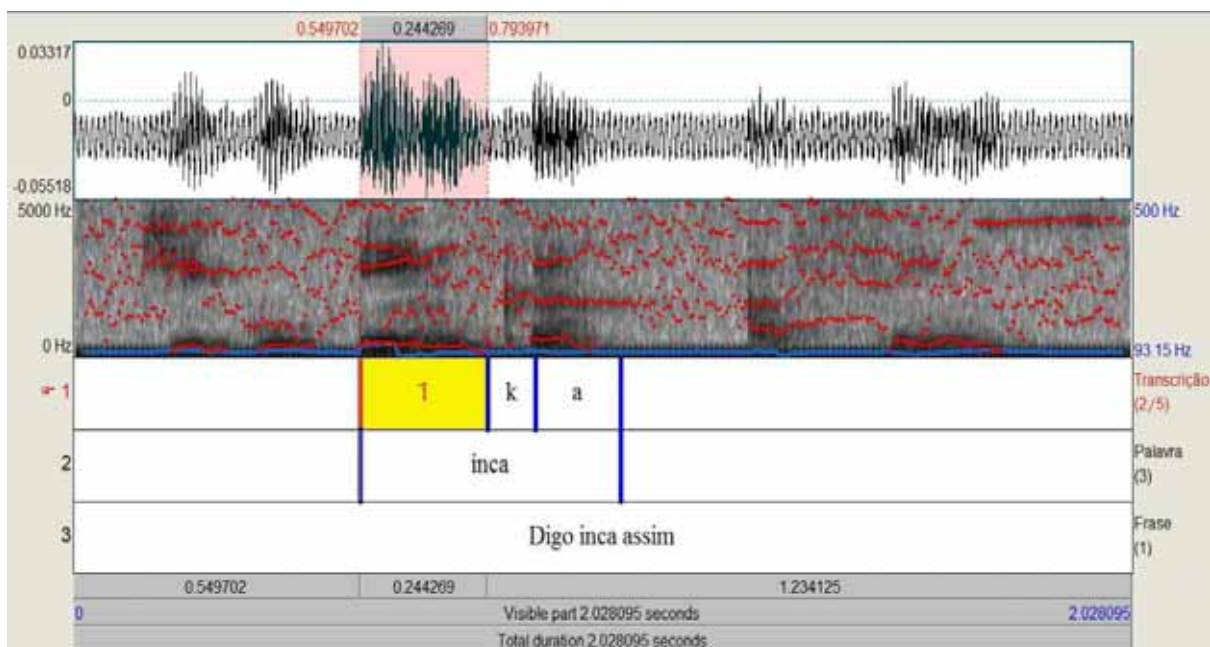 0.549702 0.244269 0.793971
0.03317
0
-0.05518
5000 Hz 500 Hz
0 Hz 93.15 Hz
1 ĩ k a Transcrição (2/5)
2 inca Palavra (3)
3 Digo inca assim Frase (1)
0.549702 0.244269 1.234125
0 Visible part 2.028095 seconds 2.028095
Total duration 2.028095 seconds